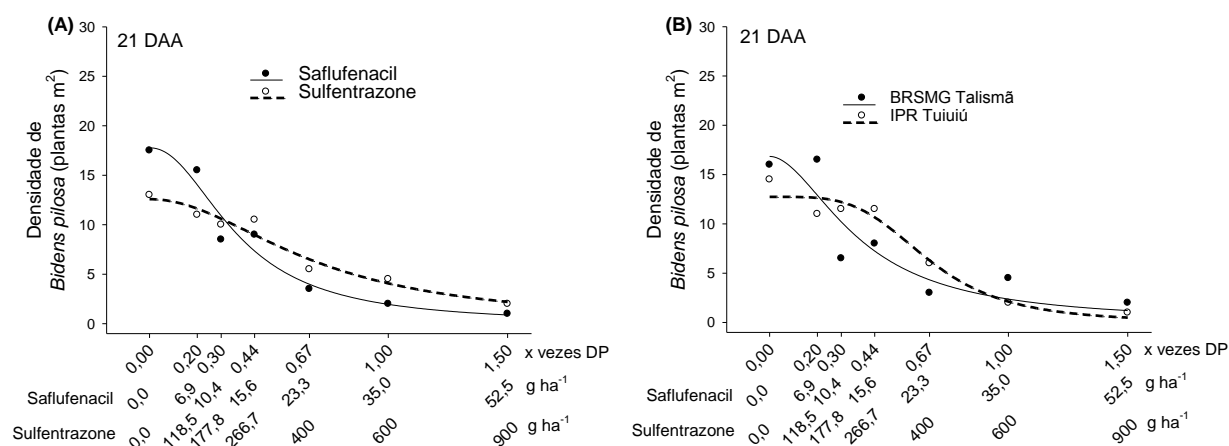 (A)
21 DAA
Saflufenacil
Sulfentrazone
Densidade de
Bidens pilosa (plantas m²)
30
25
20
15
10
5
0
0,00 0,20 0,30 0,44 0,67 1,00 1,50 x vezes DP
Saflufenacil 0,0 6,9 10,4 15,6 23,3 35,0 52,5 g ha⁻¹
Sulfentrazone 0,0 118,5 177,8 266,7 400 600 900 g ha⁻¹
(B)
21 DAA
BRSMG Talismã
IPR Tuiuiú
Densidade de
Bidens pilosa (plantas m²)
30
25
20
15
10
5
0
0,00 0,20 0,30 0,44 0,67 1,00 1,50 x vezes DP
Saflufenacil 0,0 6,9 10,4 15,6 23,3 35,0 52,5 g ha⁻¹
Sulfentrazone 0,0 118,5 177,8 266,7 400 600 900 g ha⁻¹